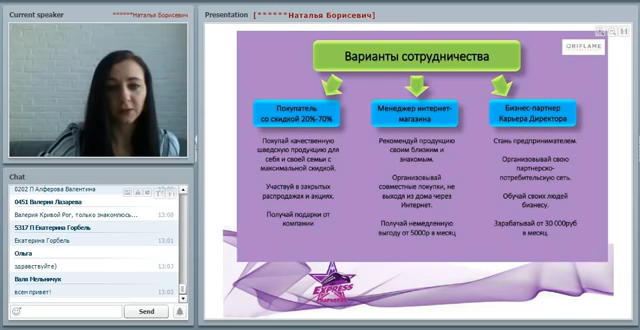 Current speaker
******Наталья Борисевич
Presentation
[******Наталья Борисевич]
ORIFLAME
Варианты сотрудничества
Покупатель
со скидкой 20%-70%
Покупай качественную
шведскую продукцию для
себя и своей семьи с
максимальной скидкой.
Участвуй в закрытых
распродажах и акциях.
Получай подарки от
компании
Менеджер интернет-
магазина
Рекомендуй продукцию
своим близким и
знакомым.
Организовывай
совместные покупки, не
выходя из дома через
Интернет.
Получай немедленную
выгоду от 5000р в месяц
Бизнес-партнер
Карьера Директора
Стань предпринимателем.
Организовывай свою
партнерско-
потребительскую сеть.
Обучай своих людей
бизнесу.
Зарабатывай от 30 000руб
в месяц.
EXPRESS
Chat
0202 П Алферова Валентина
0451 Валерия Лазарева
Валерия Кривой Рог, только знакомлюсь...
13:00
5317 П Екатерина Горбель
Екатерина Горбель
13:01
Ольга
здравствуйте)
13:03
Валя Мельничук
всем привет!
13:03
Send